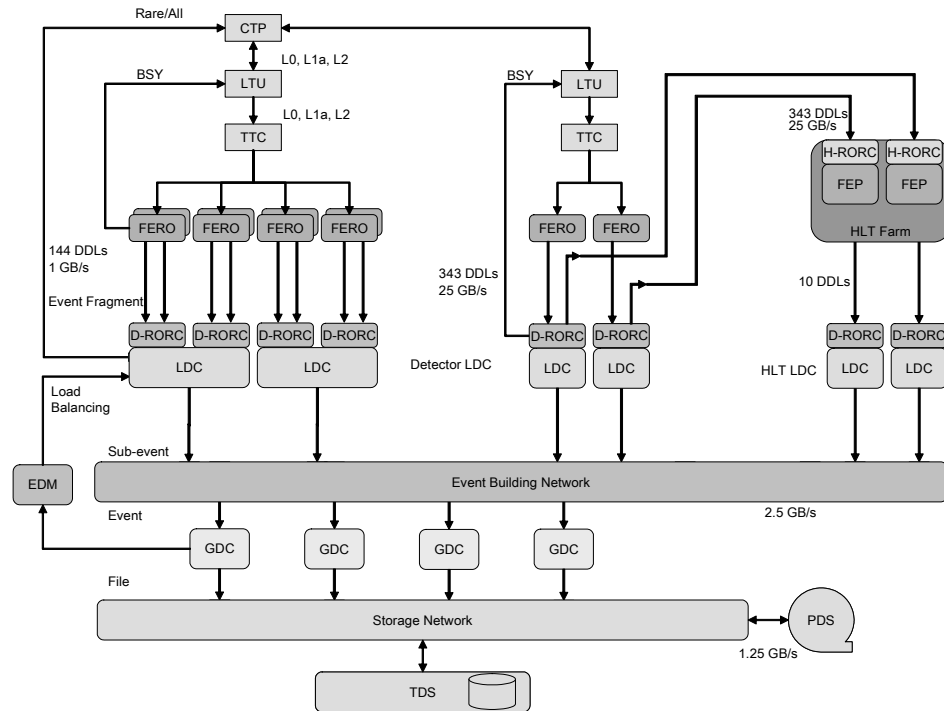 Rare/All
CTP
L0, L1a, L2
BSY
LTU
BSY
LTU
L0, L1a, L2
343 DDLs
25 GB/s
TTC
TTC
H-RORC
H-RORC
FEP
FEP
FERO
FERO
FERO
FERO
FERO
FERO
HLT Farm
144 DDLs
1 GB/s
343 DDLs
25 GB/s
10 DDLs
Event Fragment
D-RORC
D-RORC
D-RORC
D-RORC
D-RORC
D-RORC
D-RORC
D-RORC
LDC
LDC
Detector LDC
LDC
LDC
HLT LDC
LDC
LDC
Load
Balancing
Sub-event
EDM
Event Building Network
Event
2.5 GB/s
GDC
GDC
GDC
GDC
File
Storage Network
PDS
1.25 GB/s
TDS